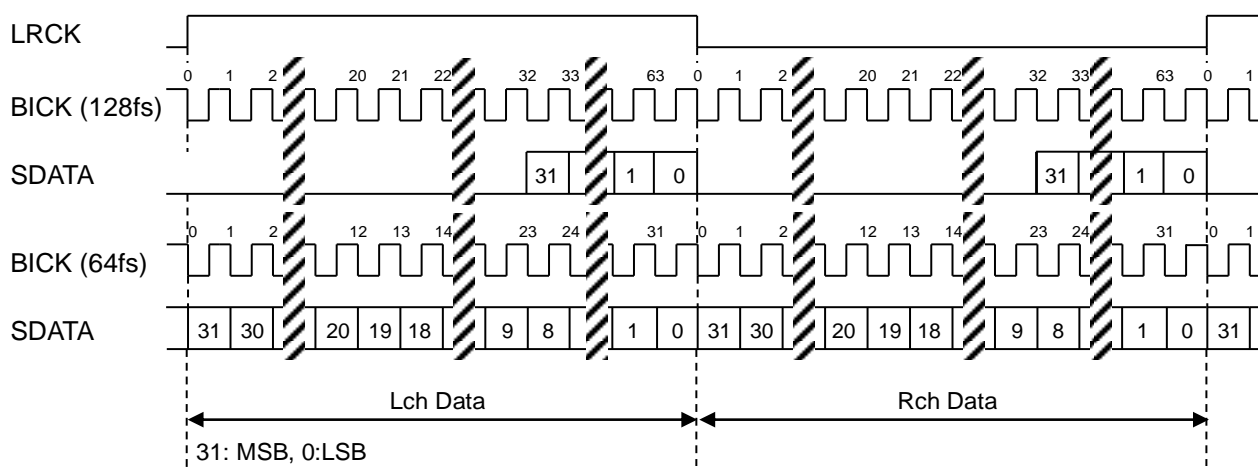 LRCK
0 1 2 20 21 22 32 33 63 0 1 2 20 21 22 32 33 63 0 1
BICK (128fs)
SDATA 31 1 0 31 1 0
0 1 2 12 13 14 23 24 31 0 1 2 12 13 14 23 24 31 0 1
BICK (64fs)
SDATA 31 30 20 19 18 9 8 1 0 31 30 20 19 18 9 8 1 0 31
Lch Data Rch Data
31: MSB, 0:LSB